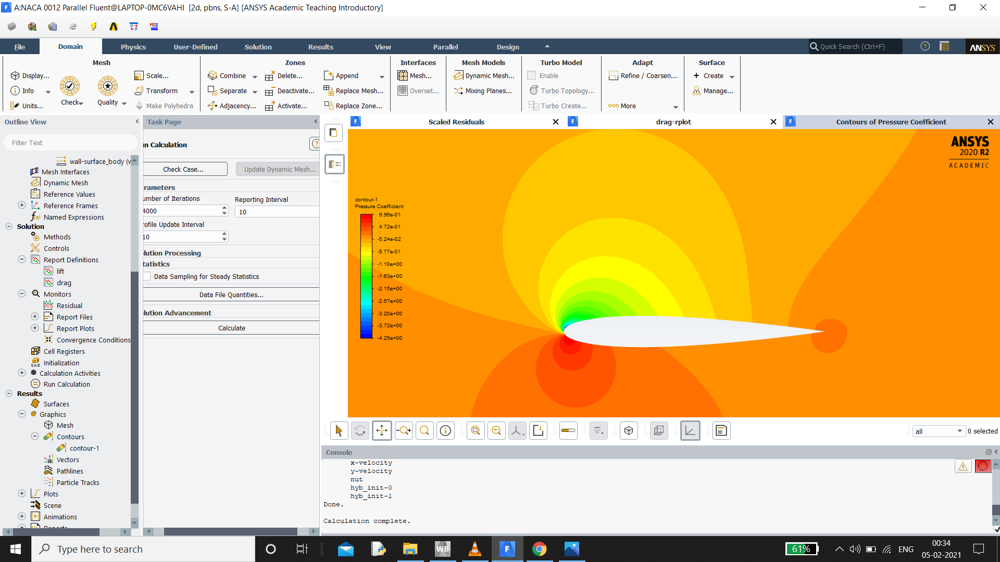 A:NACA 0012 Parallel Fluent@LAPTOP-0MC6VAHI [2d, pbns, S-A] [ANSYS Academic Teaching Introductory]
File Domain Physics User-Defined Solution Results View Parallel Design
Quick Search (Ctrl+F)
ANSYS
Mesh Zones Interfaces Mesh Models Turbo Model Adapt Surface
Display... Scale... Combine Delete... Append Mesh... Dynamic Mesh... Enable Refine / Coarsen... Create
Info Transform Separate Deactivate... Replace Mesh... Overset... Mixing Planes... Turbo Topology... Manage...
Check Quality
Units... Make Polyhedra Adjacency... Activate... Replace Zone... Turbo Create... More
Outline View
Filter Text
wall-surface_body (w
Mesh Interfaces
Dynamic Mesh
Reference Values
Reference Frames
Named Expressions
Solution
Methods
Controls
Report Definitions
lift
drag
Monitors
Residual
Report Files
Report Plots
Convergence Conditions
Cell Registers
Initialization
Calculation Activities
Run Calculation
Results
Surfaces
Graphics
Mesh
Contours
contour-1
Vectors
Pathlines
Particle Tracks
Plots
Scene
Animations
Reports
Task Page
un Calculation
Check Case... Update Dynamic Mesh...
rameters
umber of Iterations Reporting Interval
4000 10
rofile Update Interval
10
lution Processing
tatistics
Data Sampling for Steady Statistics
Data File Quantities...
lution Advancement
Calculate
Scaled Residuals
drag-rplot
Contours of Pressure Coefficient
ANSYS
2020 R2
ACADEMIC
contour-1
Pressure Coefficient
9.96e-01
4.72e-01
-5.24e-02
-5.77e-01
-1.10e+00
-1.63e+00
-2.15e+00
-2.67e+00
-3.20e+00
-3.72e+00
-4.25e+00
all 0 selected
Console
x-velocity
y-velocity
nut
hyb_init-0
hyb_init-1
Done.
Calculation complete.
Type here to search
WB
F
61%
ENG
00:34
05-02-2021